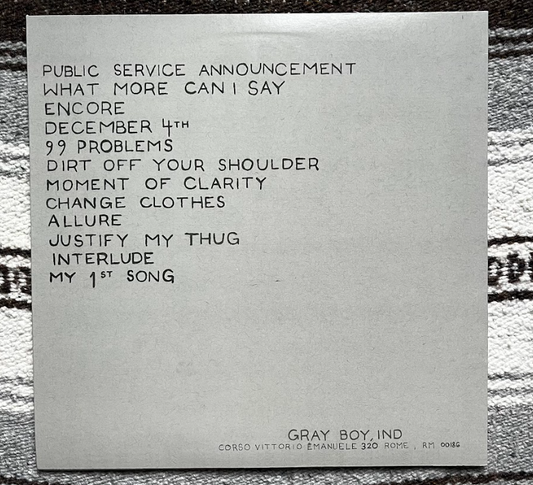 PUBLIC SERVICE ANNOUNCEMENT
WHAT MORE CAN I SAY
ENCORE
DECEMBER 4TH
99 PROBLEMS
DIRT OFF YOUR SHOULDER
MOMENT OF CLARITY
CHANGE CLOTHES
ALLURE
JUSTIFY MY THUG
INTERLUDE
MY 1ST SONG
GRAY BOY, IND
CORSO VITTORIO EMANUELE 320 ROME, RM 00186